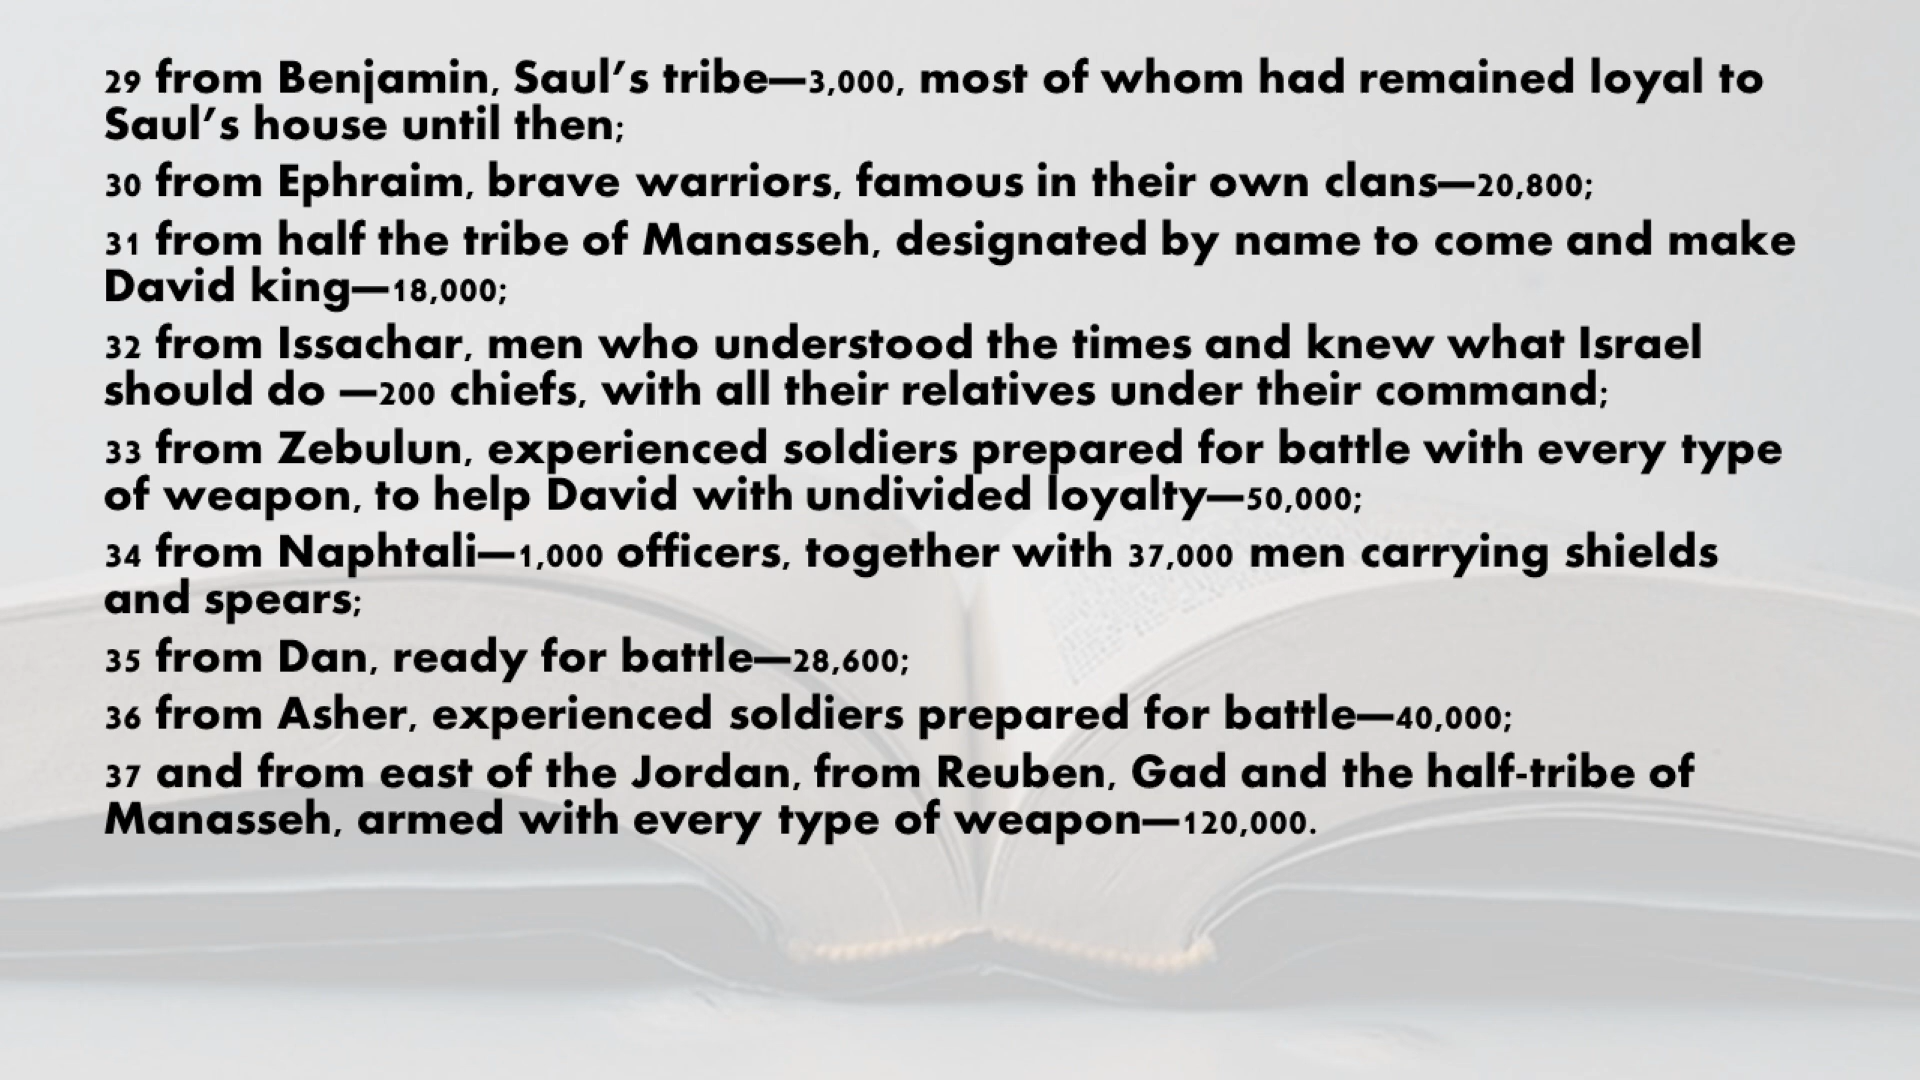 29 from Benjamin, Saul’s tribe—3,000, most of whom had remained loyal to
Saul’s house until then;
30 from Ephraim, brave warriors, famous in their own clans—20,800;
31 from half the tribe of Manasseh, designated by name to come and make
David king—18,000;
32 from Issachar, men who understood the times and knew what Israel
should do —200 chiefs, with all their relatives under their command;
33 from Zebulun, experienced soldiers prepared for battle with every type
of weapon, to help David with undivided loyalty—50,000;
34 from Naphtali—1,000 officers, together with 37,000 men carrying shields
and spears;
35 from Dan, ready for battle—28,600;
36 from Asher, experienced soldiers prepared for battle—40,000;
37 and from east of the Jordan, from Reuben, Gad and the half-tribe of
Manasseh, armed with every type of weapon—120,000.